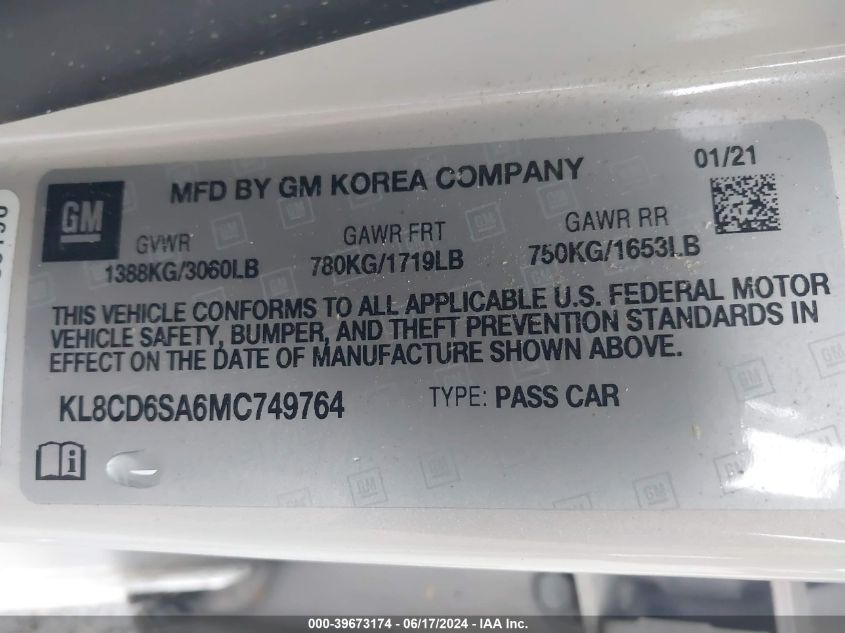 GM
MFD BY GM KOREA COMPANY
01/21
GVWR
1388KG/3060LB
GAWR FRT
780KG/1719LB
GAWR RR
750KG/1653LB
THIS VEHICLE CONFORMS TO ALL APPLICABLE U.S. FEDERAL MOTOR
VEHICLE SAFETY, BUMPER, AND THEFT PREVENTION STANDARDS IN
EFFECT ON THE DATE OF MANUFACTURE SHOWN ABOVE.
KL8CD6SA6MC749764
TYPE: PASS CAR
000-39673174 - 06/17/2024 - IAA Inc.